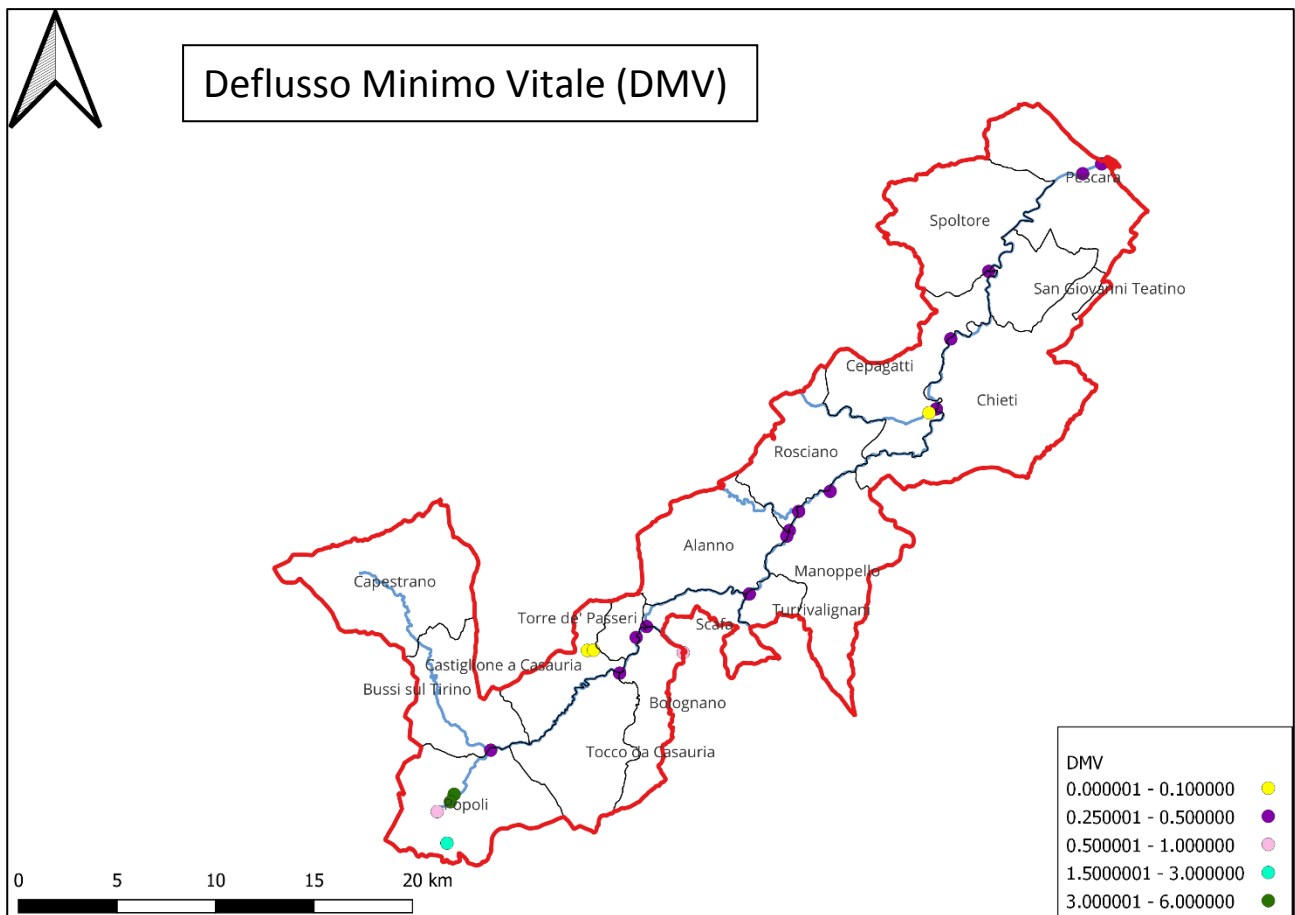 Deflusso Minimo Vitale (DMV)
Pescara
Spoltore
San Giovanni Teatino
Cepagatti
Chieti
Rosciano
Alanno
Manoppello
Capestrano
Turrivalignani
Torre de' Passeri
Scafa
Castiglione a Casauria
Bussi sul Tirino
Bolognano
Tocco da Casauria
Popoli
DMV
0.000001 - 0.100000
0.250001 - 0.500000
0.500001 - 1.000000
1.5000001 - 3.000000
3.000001 - 6.000000
0 5 10 15 20 km